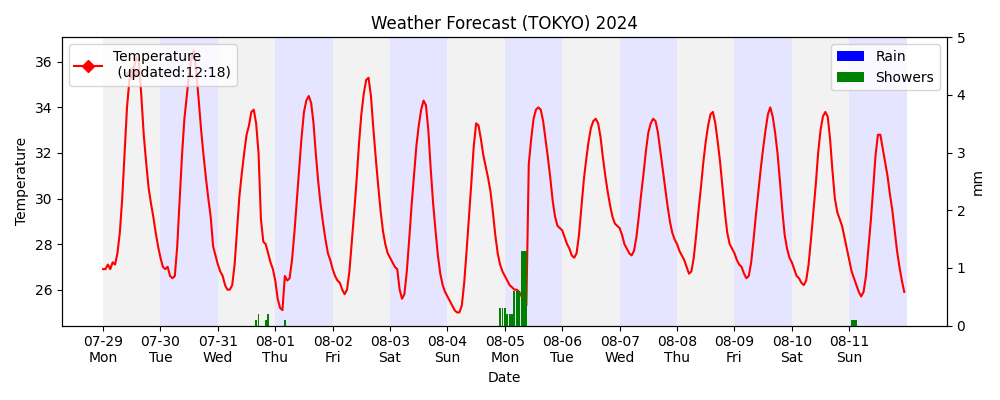 Weather Forecast (TOKYO) 2024
Temperature
(updated:12:18)
Rain
Showers
Temperature
36
34
32
30
28
26
5
4
3
2
1
0
mm
07-29 07-30 07-31 08-01 08-02 08-03 08-04 08-05 08-06 08-07 08-08 08-09 08-10 08-11
Mon Tue Wed Thu Fri Sat Sun Mon Tue Wed Thu Fri Sat Sun
Date